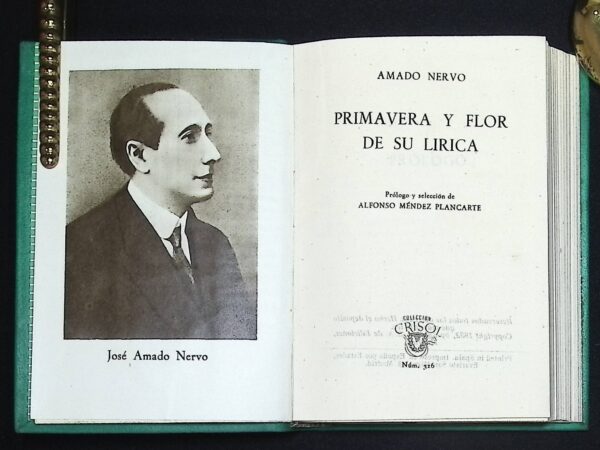 José Amado Nervo
AMADO NERVO
PRIMAVERA Y FLOR
DE SU LIRICA
Prólogo y selección de
ALFONSO MÉNDEZ PLANCARTE
COLECCIÓN
CRISOL
Núm. 326